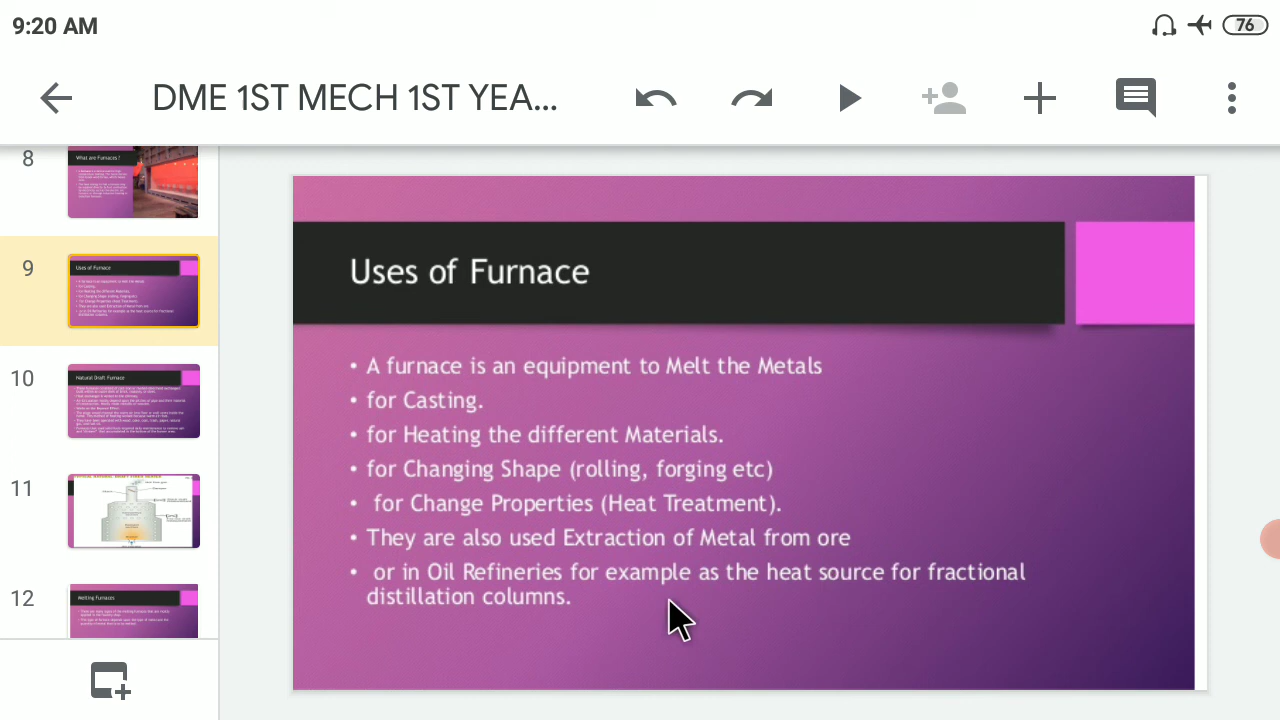 9:20 AM
76
DME 1ST MECH 1ST YEA...
8
What are Furnaces?
9
Uses of Furnace
10
Natural Draft Furnace
11
12
Melting Furnaces
Uses of Furnace
• A furnace is an equipment to Melt the Metals
• for Casting.
• for Heating the different Materials.
• for Changing Shape (rolling, forging etc)
• for Change Properties (Heat Treatment).
• They are also used Extraction of Metal from ore
• or in Oil Refineries for example as the heat source for fractional
distillation columns.